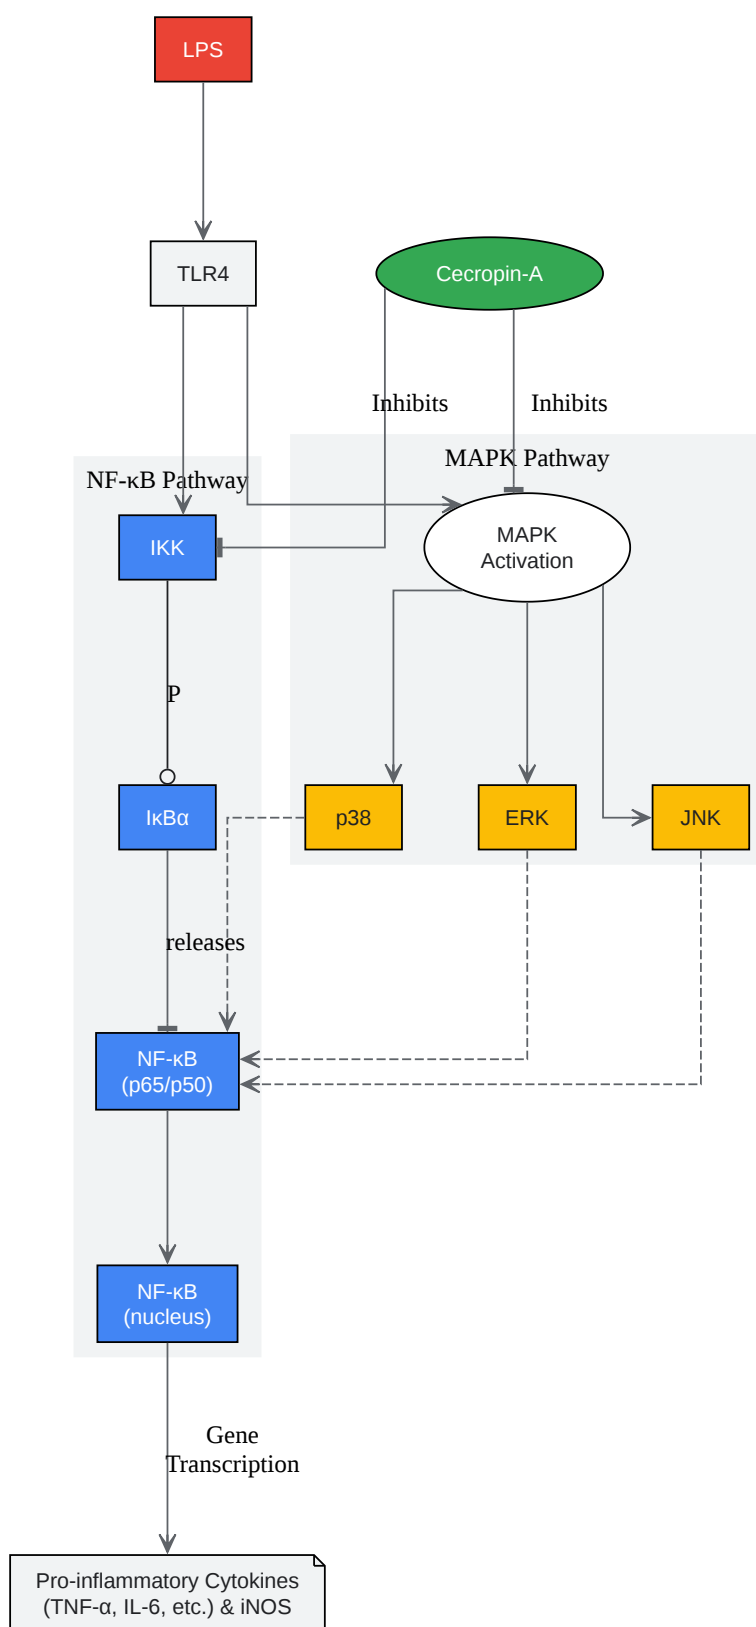 LPS
TLR4
Cecropin-A
Inhibits
Inhibits
MAPK Pathway
NF-κB Pathway
MAPK
Activation
IKK
P
IκBα
p38
ERK
JNK
releases
NF-κB
(p65/p50)
NF-κB
(nucleus)
Gene
Transcription
Pro-inflammatory Cytokines
(TNF-α, IL-6, etc.) & iNOS